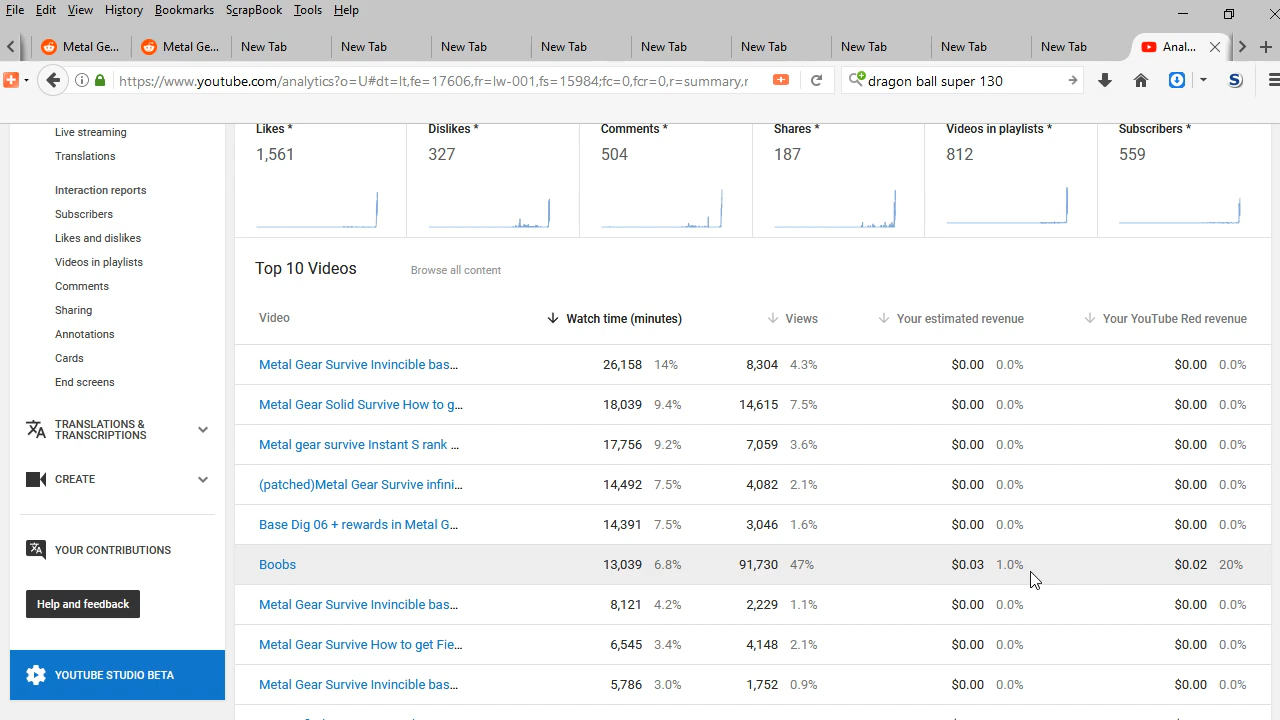 File Edit View History Bookmarks ScrapBook Tools Help
Metal Ge... Metal Ge... New Tab New Tab New Tab New Tab New Tab New Tab New Tab New Tab New Tab Anal...
https://www.youtube.com/analytics?o=U#dt=lt,fe=17606,fr=lw-001,fs=15984;fc=0,fcr=0,r=summary,r dragon ball super 130
Live streaming
Translations
Interaction reports
Subscribers
Likes and dislikes
Videos in playlists
Comments
Sharing
Annotations
Cards
End screens
TRANSLATIONS &
TRANSCRIPTIONS
CREATE
YOUR CONTRIBUTIONS
Help and feedback
YOUTUBE STUDIO BETA
Likes * Dislikes * Comments * Shares * Videos in playlists * Subscribers *
1,561 327 504 187 812 559
Top 10 Videos Browse all content
Video Watch time (minutes) Views Your estimated revenue Your YouTube Red revenue
Metal Gear Survive Invincible bas... 26,158 14% 8,304 4.3% $0.00 0.0% $0.00 0.0%
Metal Gear Solid Survive How to g... 18,039 9.4% 14,615 7.5% $0.00 0.0% $0.00 0.0%
Metal gear survive Instant S rank ... 17,756 9.2% 7,059 3.6% $0.00 0.0% $0.00 0.0%
(patched)Metal Gear Survive infini... 14,492 7.5% 4,082 2.1% $0.00 0.0% $0.00 0.0%
Base Dig 06 + rewards in Metal G... 14,391 7.5% 3,046 1.6% $0.00 0.0% $0.00 0.0%
Boobs 13,039 6.8% 91,730 47% $0.03 1.0% $0.02 20%
Metal Gear Survive Invincible bas... 8,121 4.2% 2,229 1.1% $0.00 0.0% $0.00 0.0%
Metal Gear Survive How to get Fie... 6,545 3.4% 4,148 2.1% $0.00 0.0% $0.00 0.0%
Metal Gear Survive Invincible bas... 5,786 3.0% 1,752 0.9% $0.00 0.0% $0.00 0.0%